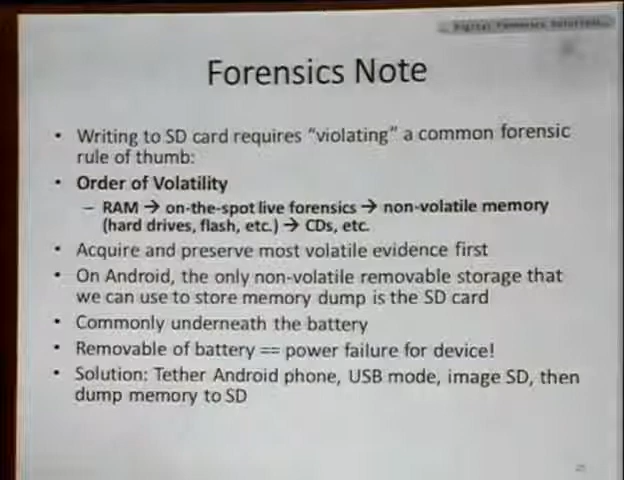 Digital Forensics Solutions
Forensics Note
• Writing to SD card requires "violating" a common forensic
rule of thumb:
• Order of Volatility
– RAM → on-the-spot live forensics → non-volatile memory
(hard drives, flash, etc.) → CDs, etc.
• Acquire and preserve most volatile evidence first
• On Android, the only non-volatile removable storage that
we can use to store memory dump is the SD card
• Commonly underneath the battery
• Removable of battery == power failure for device!
• Solution: Tether Android phone, USB mode, image SD, then
dump memory to SD